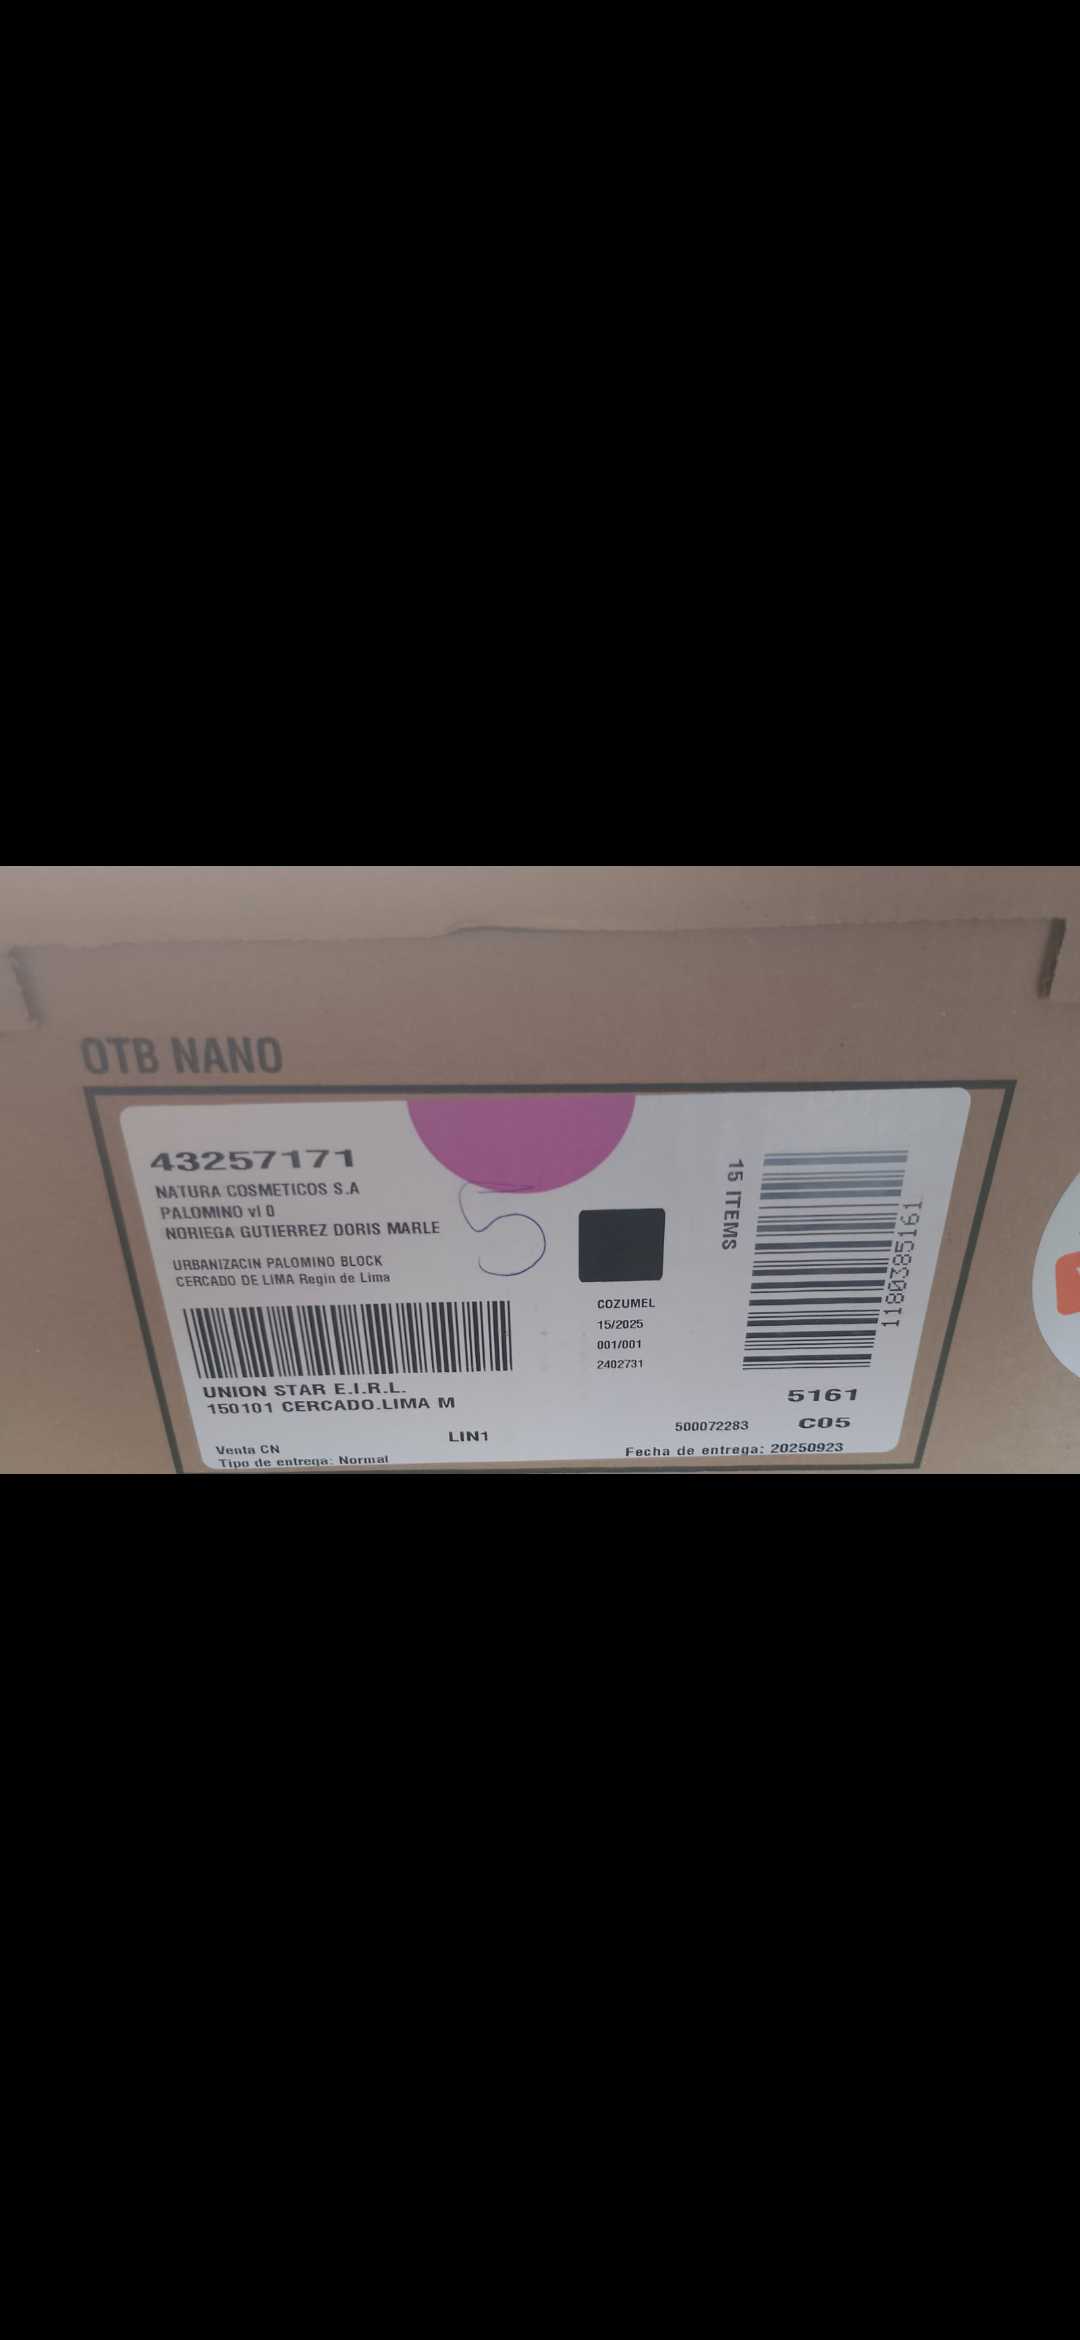 OTB NANO
43257171
NATURA COSMETICOS S.A
PALOMINO vl 0
NORIEGA GUTIERREZ DORIS MARLE
URBANIZACIN PALOMINO BLOCK
CERCADO DE LIMA Regin de Lima
5
UNION STAR E.I.R.L.
150101 CERCADO.LIMA M
LIN1
Venta CN
Tipo de entrega: Normal
COZUMEL
15/2025
001/001
2402731
15 ITEMS
1180385161
5161
500072283
C05
Fecha de entrega: 20250923